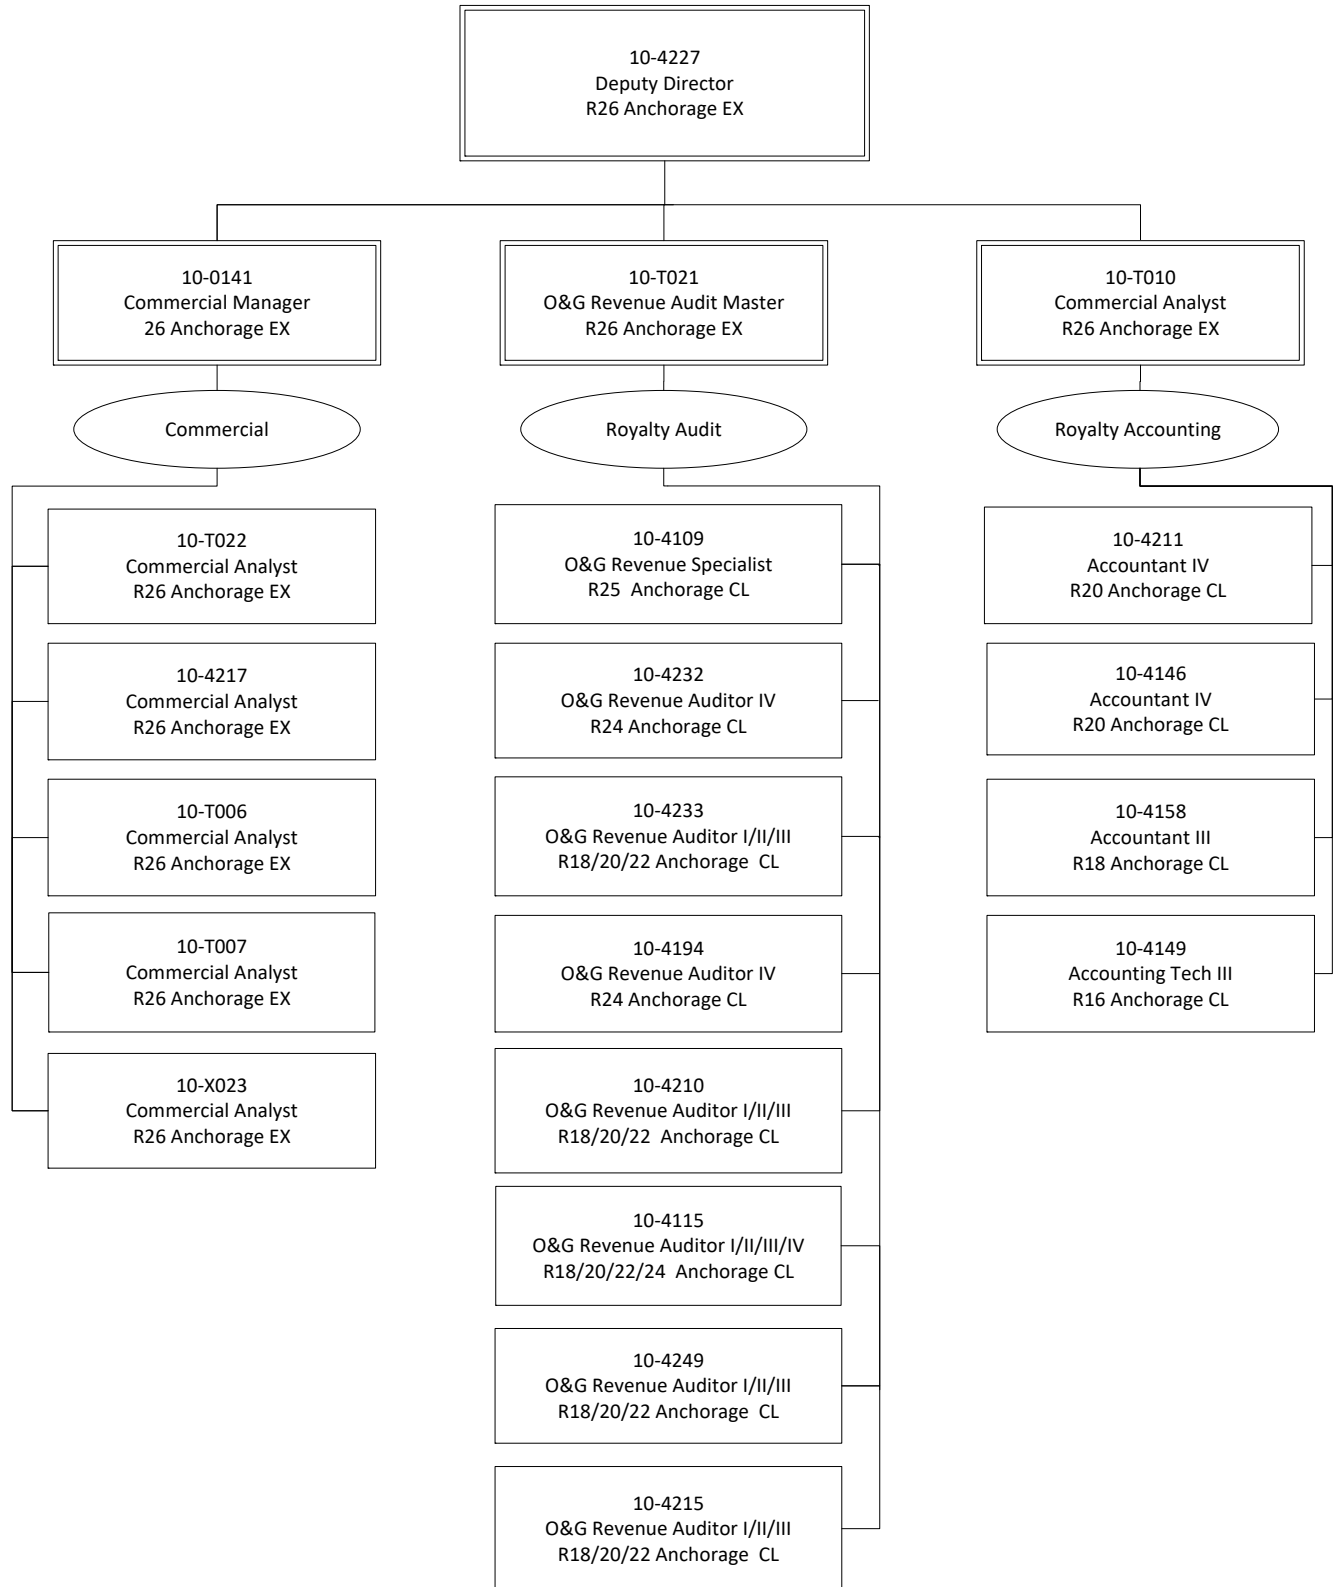 10-4227
Deputy Director
R26 Anchorage EX
10-0141
Commercial Manager
26 Anchorage EX
10-T021
O&G Revenue Audit Master
R26 Anchorage EX
10-T010
Commercial Analyst
R26 Anchorage EX
Commercial
Royalty Audit
Royalty Accounting
10-T022
Commercial Analyst
R26 Anchorage EX
10-4217
Commercial Analyst
R26 Anchorage EX
10-T006
Commercial Analyst
R26 Anchorage EX
10-T007
Commercial Analyst
R26 Anchorage EX
10-X023
Commercial Analyst
R26 Anchorage EX
10-4109
O&G Revenue Specialist
R25  Anchorage CL
10-4232
O&G Revenue Auditor IV
R24 Anchorage CL
10-4233
O&G Revenue Auditor I/II/III
R18/20/22 Anchorage  CL
10-4194
O&G Revenue Auditor IV
R24 Anchorage CL
10-4210
O&G Revenue Auditor I/II/III
R18/20/22  Anchorage CL
10-4115
O&G Revenue Auditor I/II/III/IV
R18/20/22/24  Anchorage CL
10-4249
O&G Revenue Auditor I/II/III
R18/20/22 Anchorage  CL
10-4215
O&G Revenue Auditor I/II/III
R18/20/22 Anchorage  CL
10-4211
Accountant IV
R20 Anchorage CL
10-4146
Accountant IV
R20 Anchorage CL
10-4158
Accountant III
R18 Anchorage CL
10-4149
Accounting Tech III
R16 Anchorage CL